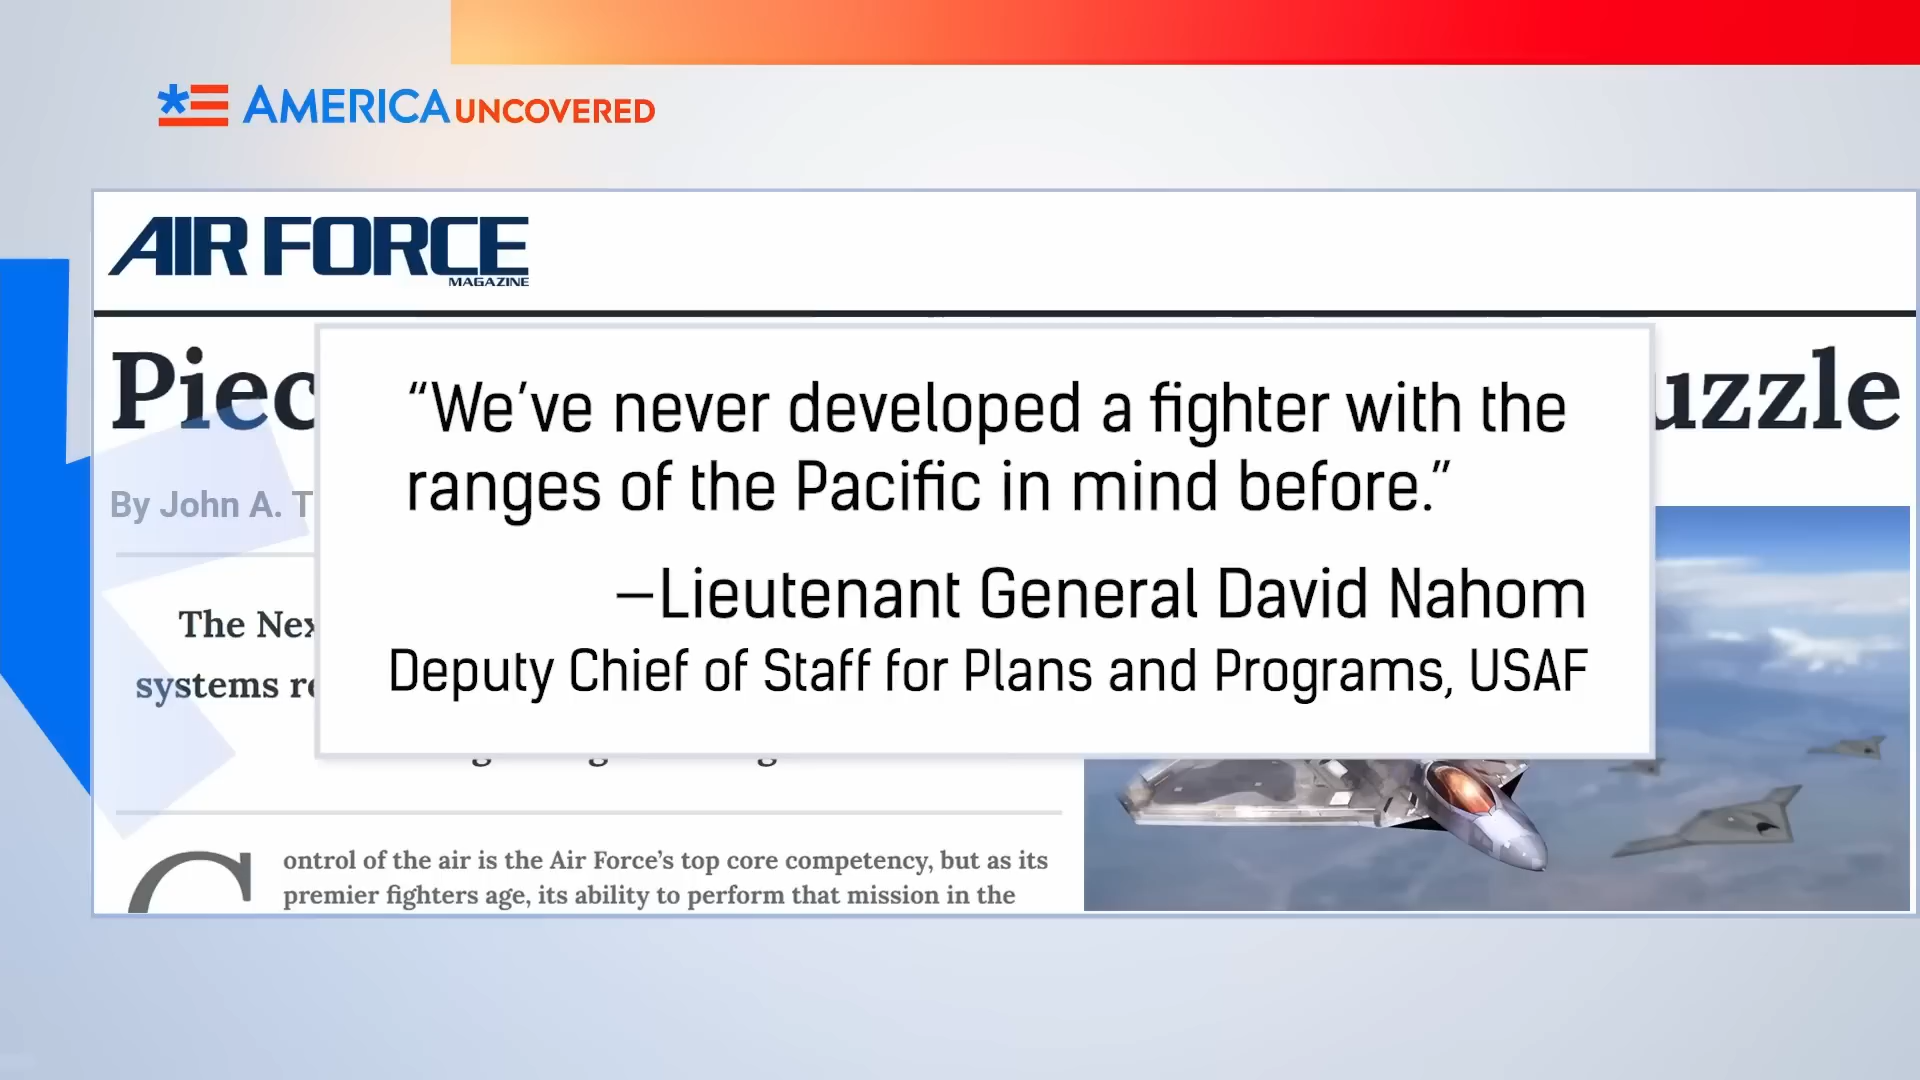 AMERICA UNCOVERED
AIR FORCE
MAGAZINE
“We’ve never developed a fighter with the
ranges of the Pacific in mind before.”
–Lieutenant General David Nahom
Deputy Chief of Staff for Plans and Programs, USAF
By John A.
The
systems
ontrol of the air is the Air Force’s top core competency, but as its
premier fighters age, its ability to perform that mission in the